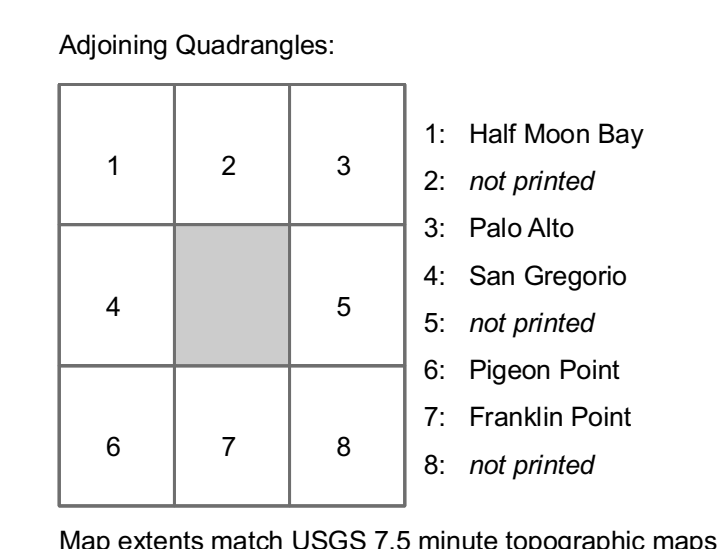 Adjoining Quadrangles:
1 2 3
4 5
6 7 8
1: Half Moon Bay
2: not printed
3: Palo Alto
4: San Gregorio
5: not printed
6: Pigeon Point
7: Franklin Point
8: not printed
Map extents match USGS 7.5 minute topographic maps